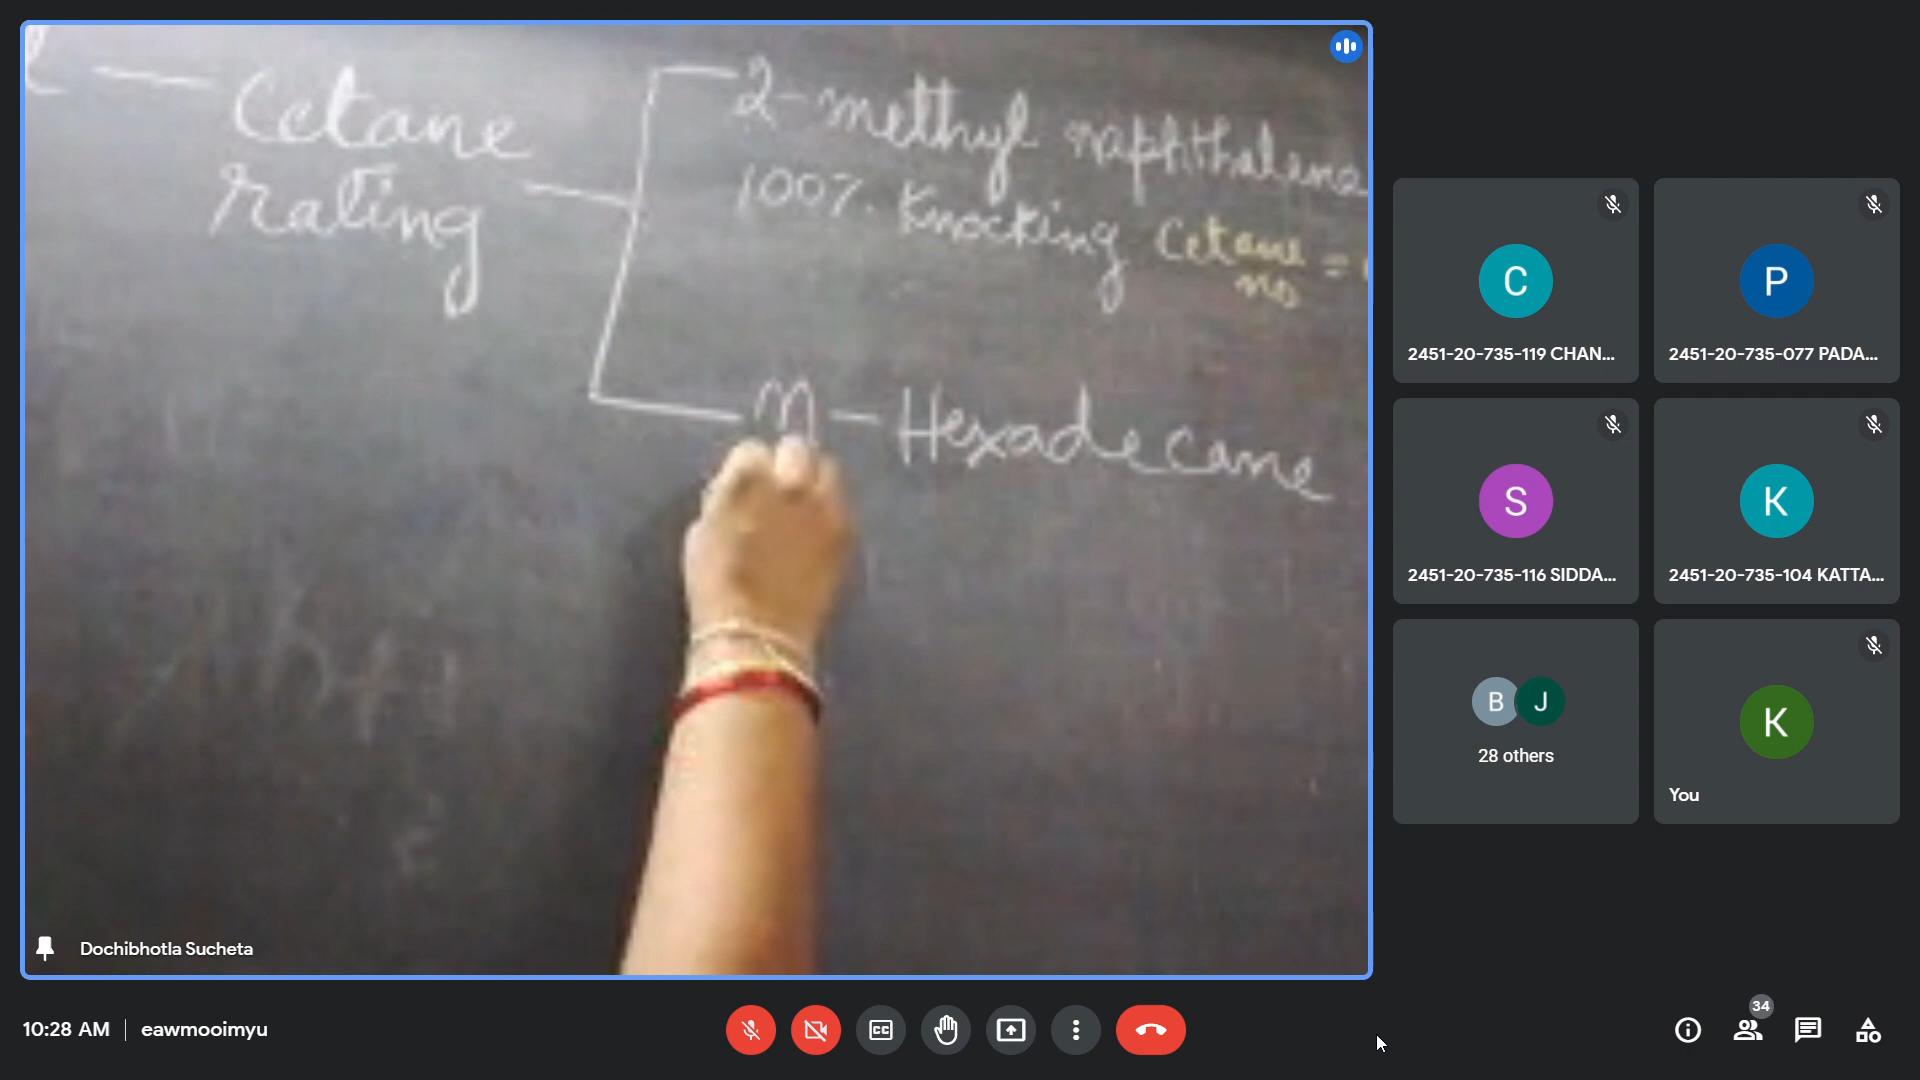 Cetane
rating
2-methyl naphthalene
100%. Knocking Cetane =
no
n - Hexadecane
Dochibhotla Sucheta
C
2451-20-735-119 CHAN...
P
2451-20-735-077 PADA...
S
2451-20-735-116 SIDDA...
K
2451-20-735-104 KATTA...
B J
28 others
K
You
10:28 AM | eawmooimyu
CC
34